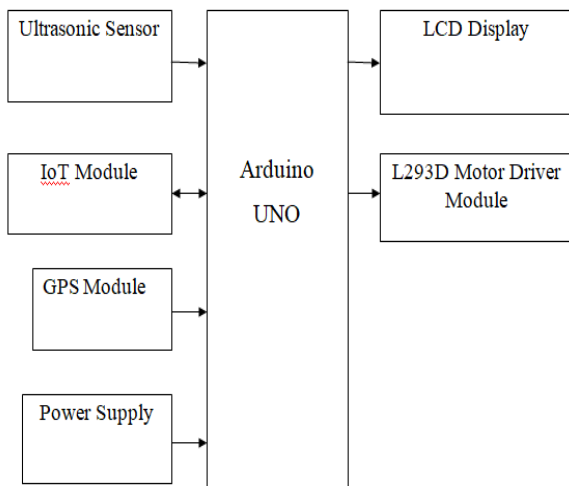 Ultrasonic Sensor
LCD Display
IoT Module
Arduino
UNO
L293D Motor Driver
Module
GPS Module
Power Supply